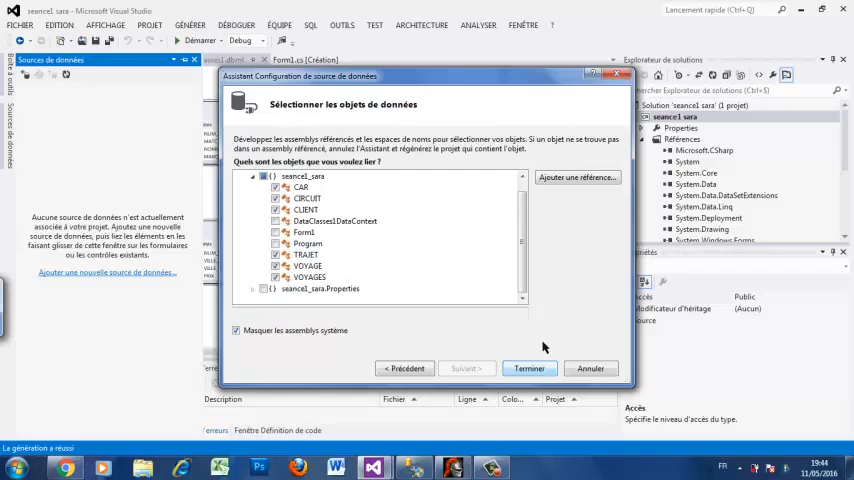 seance1 sara - Microsoft Visual Studio
Lancement rapide (Ctrl+Q)
FICHIER EDITION AFFICHAGE PROJET GÉNÉRER DÉBOGUER ÉQUIPE SQL OUTILS TEST ARCHITECTURE ANALYSER FENÊTRE ?
Démarrer Debug
Boîte à outils
Sources de données
Sources de données
asses1.dbml
Form1.cs [Création]
Explorateur de solutions
chercher Explorateur de solutions (Ctrl+$)
Solution 'seance1 sara' (1 projet)
seance1 sara
Properties
Références
Microsoft.CSharp
System
System.Core
System.Data
System.Data.DataSetExtensions
System.Data.Linq
System.Deployment
System.Drawing
System.Windows.Forms
Aucune source de données n'est actuellement
associée à votre projet. Ajoutez une nouvelle
source de données, puis liez les éléments en
faisant glisser de cette fenêtre sur les formulaires
ou les contrôles existants.
Ajouter une nouvelle source de données...
Assistant Configuration de source de données
Sélectionner les objets de données
Développez les assemblys référencés et les espaces de noms pour sélectionner vos objets. Si un objet ne se trouve pas
dans un assembly référencé, annulez l'Assistant et régénérez le projet qui contient l'objet.
Quels sont les objets que vous voulez lier ?
Ajouter une référence...
{} seance1_sara
CAR
CIRCUIT
CLIENT
DataClasses1DataContext
Form1
Program
TRAJET
VOYAGE
VOYAGES
{} seance1_sara.Properties
Masquer les assemblys système
< Précédent Suivant > Terminer Annuler
priétés
Accès Public
Modificateur d'héritage (Aucun)
source
Accès
Spécifie le niveau d'accès du type.
Description Fichier Ligne Colo... Projet
'erreurs Fenêtre Définition de code
La génération a réussi
FR
19:44
11/05/2016